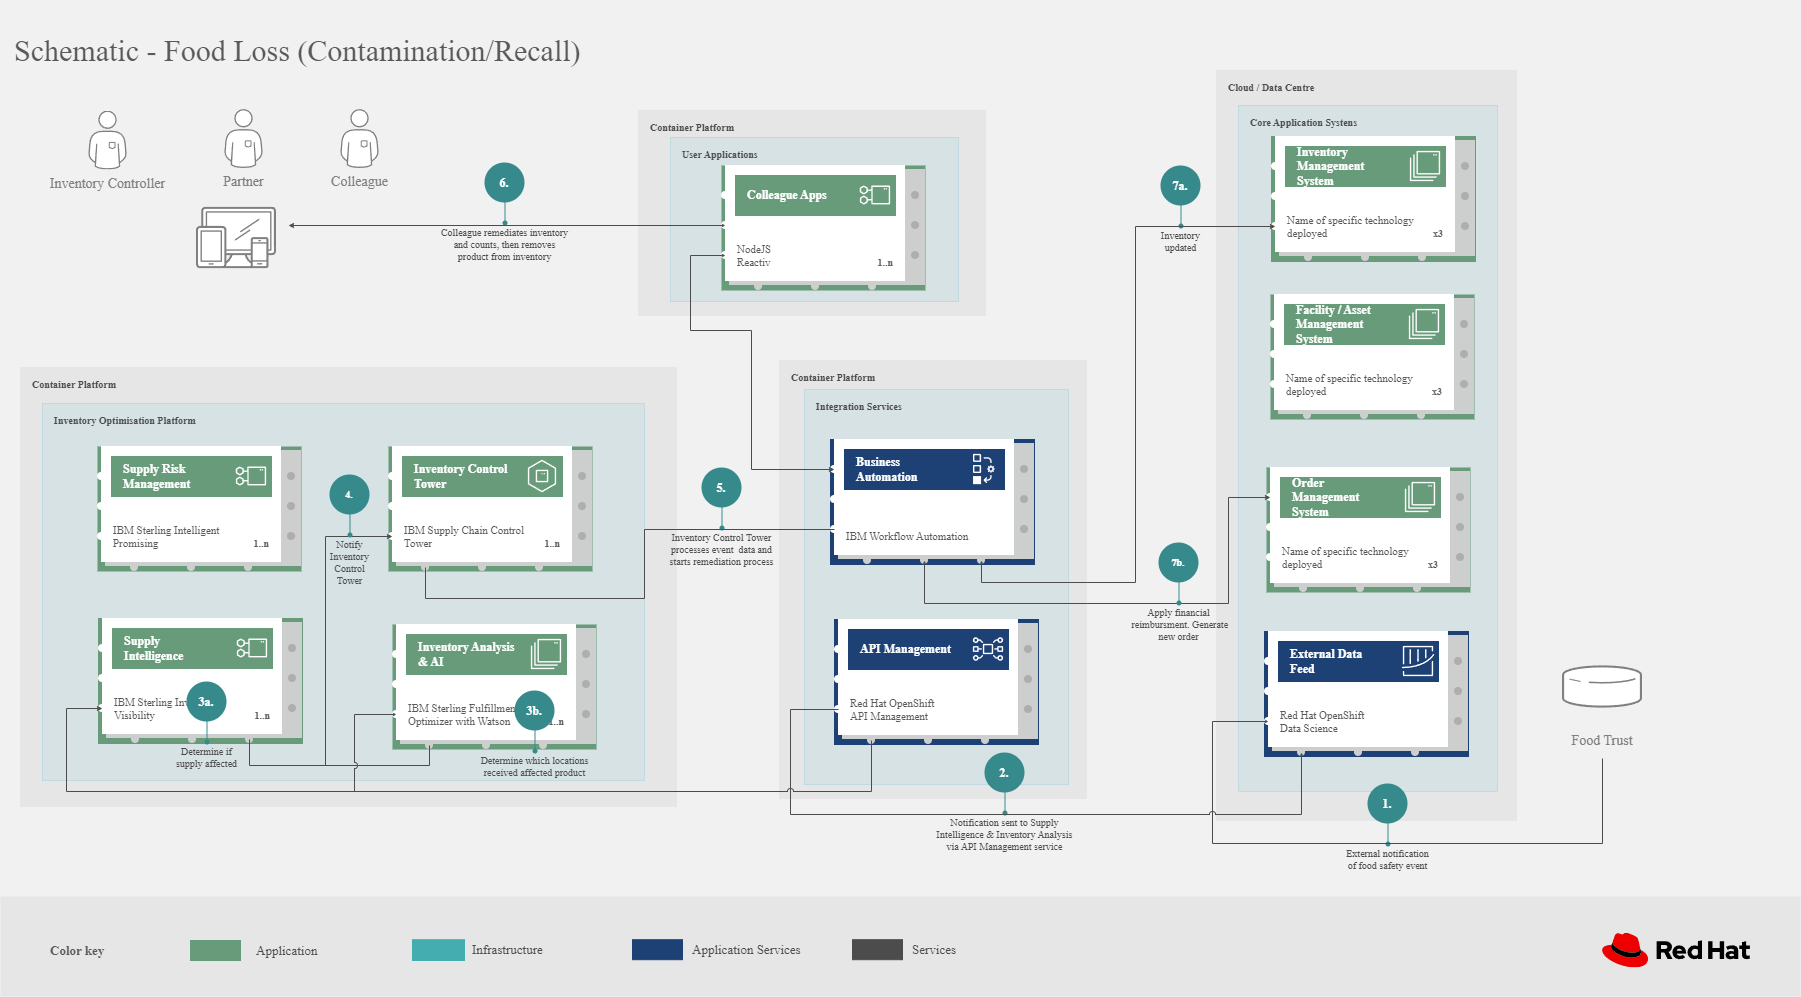 Schematic - Food Loss (Contamination/Recall)
Inventory Controller
Partner
Colleague
6.
Colleague remediates inventory
and counts, then removes
product from inventory
Container Platform
User Applications
Colleague Apps
NodeJS
Reactiv
1..n
7a.
Inventory
updated
Cloud / Data Centre
Core Application Systens
Inventory
Management
System
Name of specific technology
deployed
x3
Facility / Asset
Management
System
Name of specific technology
deployed
x3
Order
Management
System
Name of specific technology
deployed
x3
External Data
Feed
Red Hat OpenShift
Data Science
Container Platform
Inventory Optimisation Platform
Supply Risk
Management
IBM Sterling Intelligent
Promising
1..n
4.
Notify
Inventory
Control
Tower
Inventory Control
Tower
IBM Supply Chain Control
Tower
1..n
Supply
Intelligence
IBM Sterling
Visibility
1..n
3a.
Determine if
supply affected
Inventory Analysis
& AI
IBM Sterling
Optimizer with Watson
3b.
Determine which locations
received affected product
5.
Inventory Control Tower
processes event data and
starts remediation process
Container Platform
Integration Services
Business
Automation
IBM Workflow Automation
API Management
Red Hat OpenShift
API Management
7b.
Apply financial
reimbursment. Generate
new order
2.
Notification sent to Supply
Intelligence & Inventory Analysis
via API Management service
1.
External notification
of food safety event
Food Trust
Color key
Application
Infrastructure
Application Services
Services
Red Hat